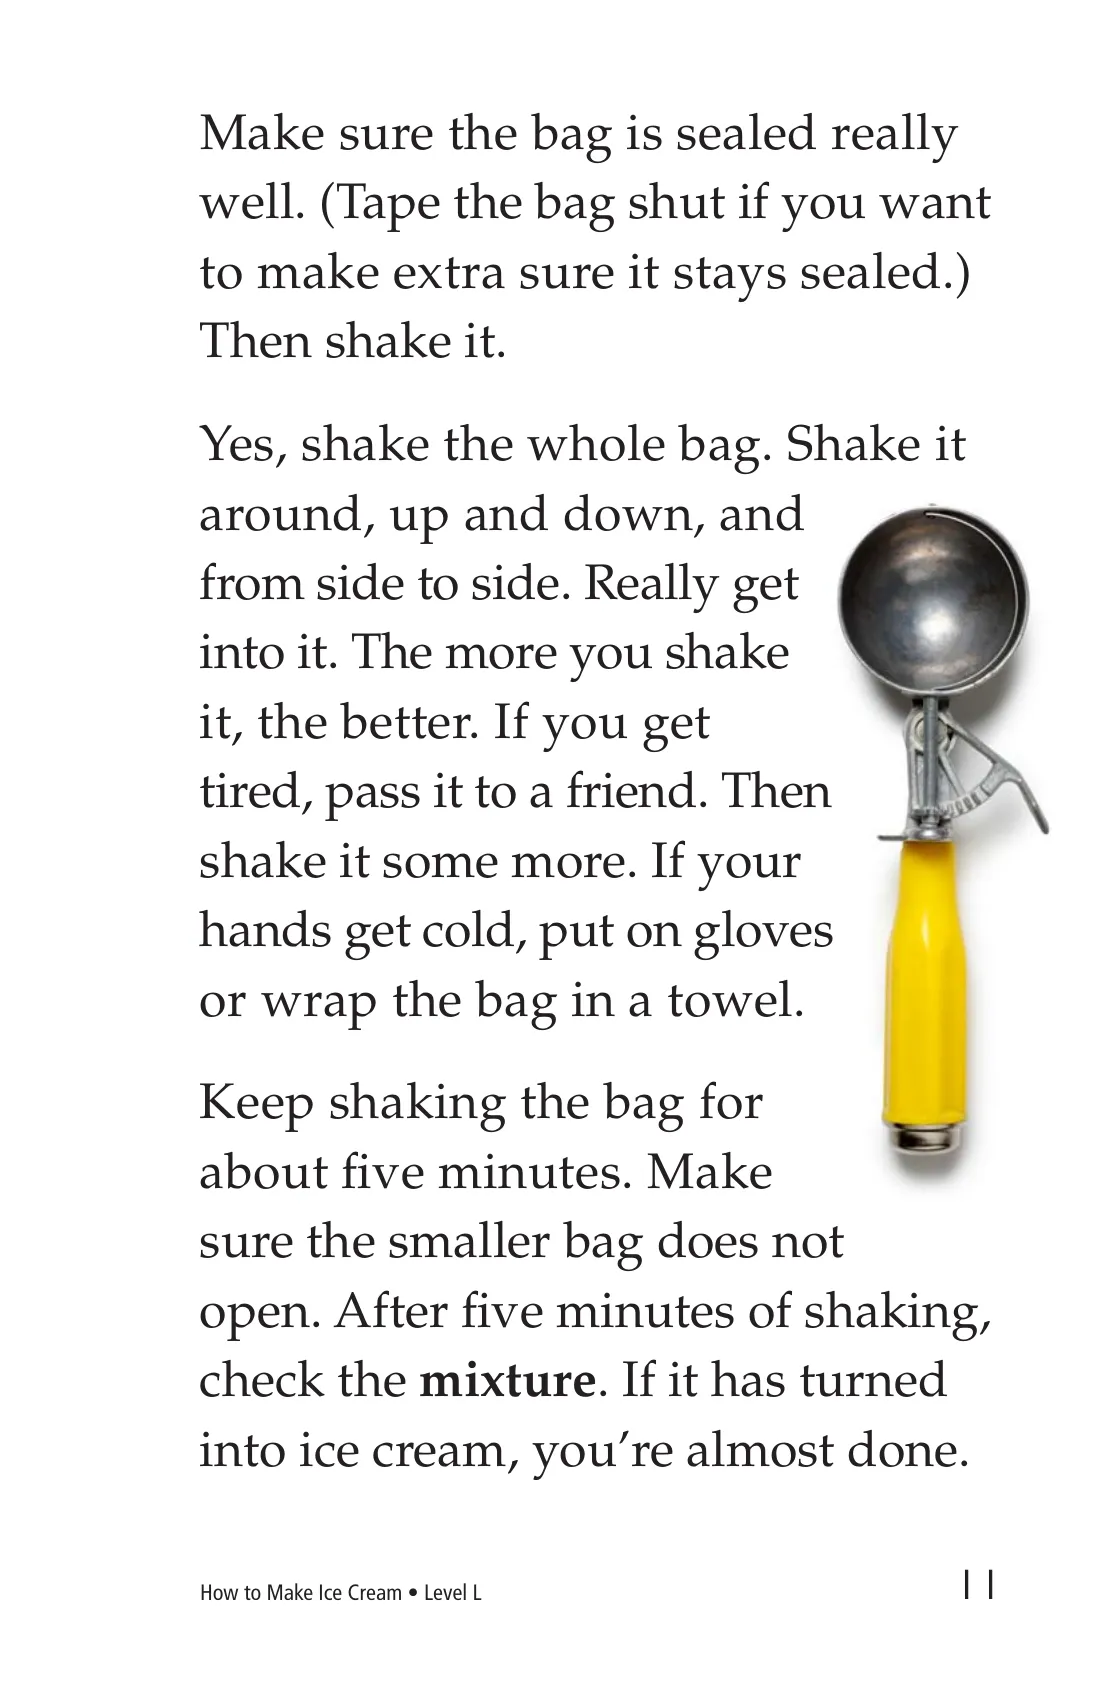 Make sure the bag is sealed really
well. (Tape the bag shut if you want
to make extra sure it stays sealed.)
Then shake it.
Yes, shake the whole bag. Shake it
around, up and down, and
from side to side. Really get
into it. The more you shake
it, the better. If you get
tired, pass it to a friend. Then
shake it some more. If your
hands get cold, put on gloves
or wrap the bag in a towel.
Keep shaking the bag for
about five minutes. Make
sure the smaller bag does not
open. After five minutes of shaking,
check the mixture. If it has turned
into ice cream, you’re almost done.
How to Make Ice Cream • Level L
11